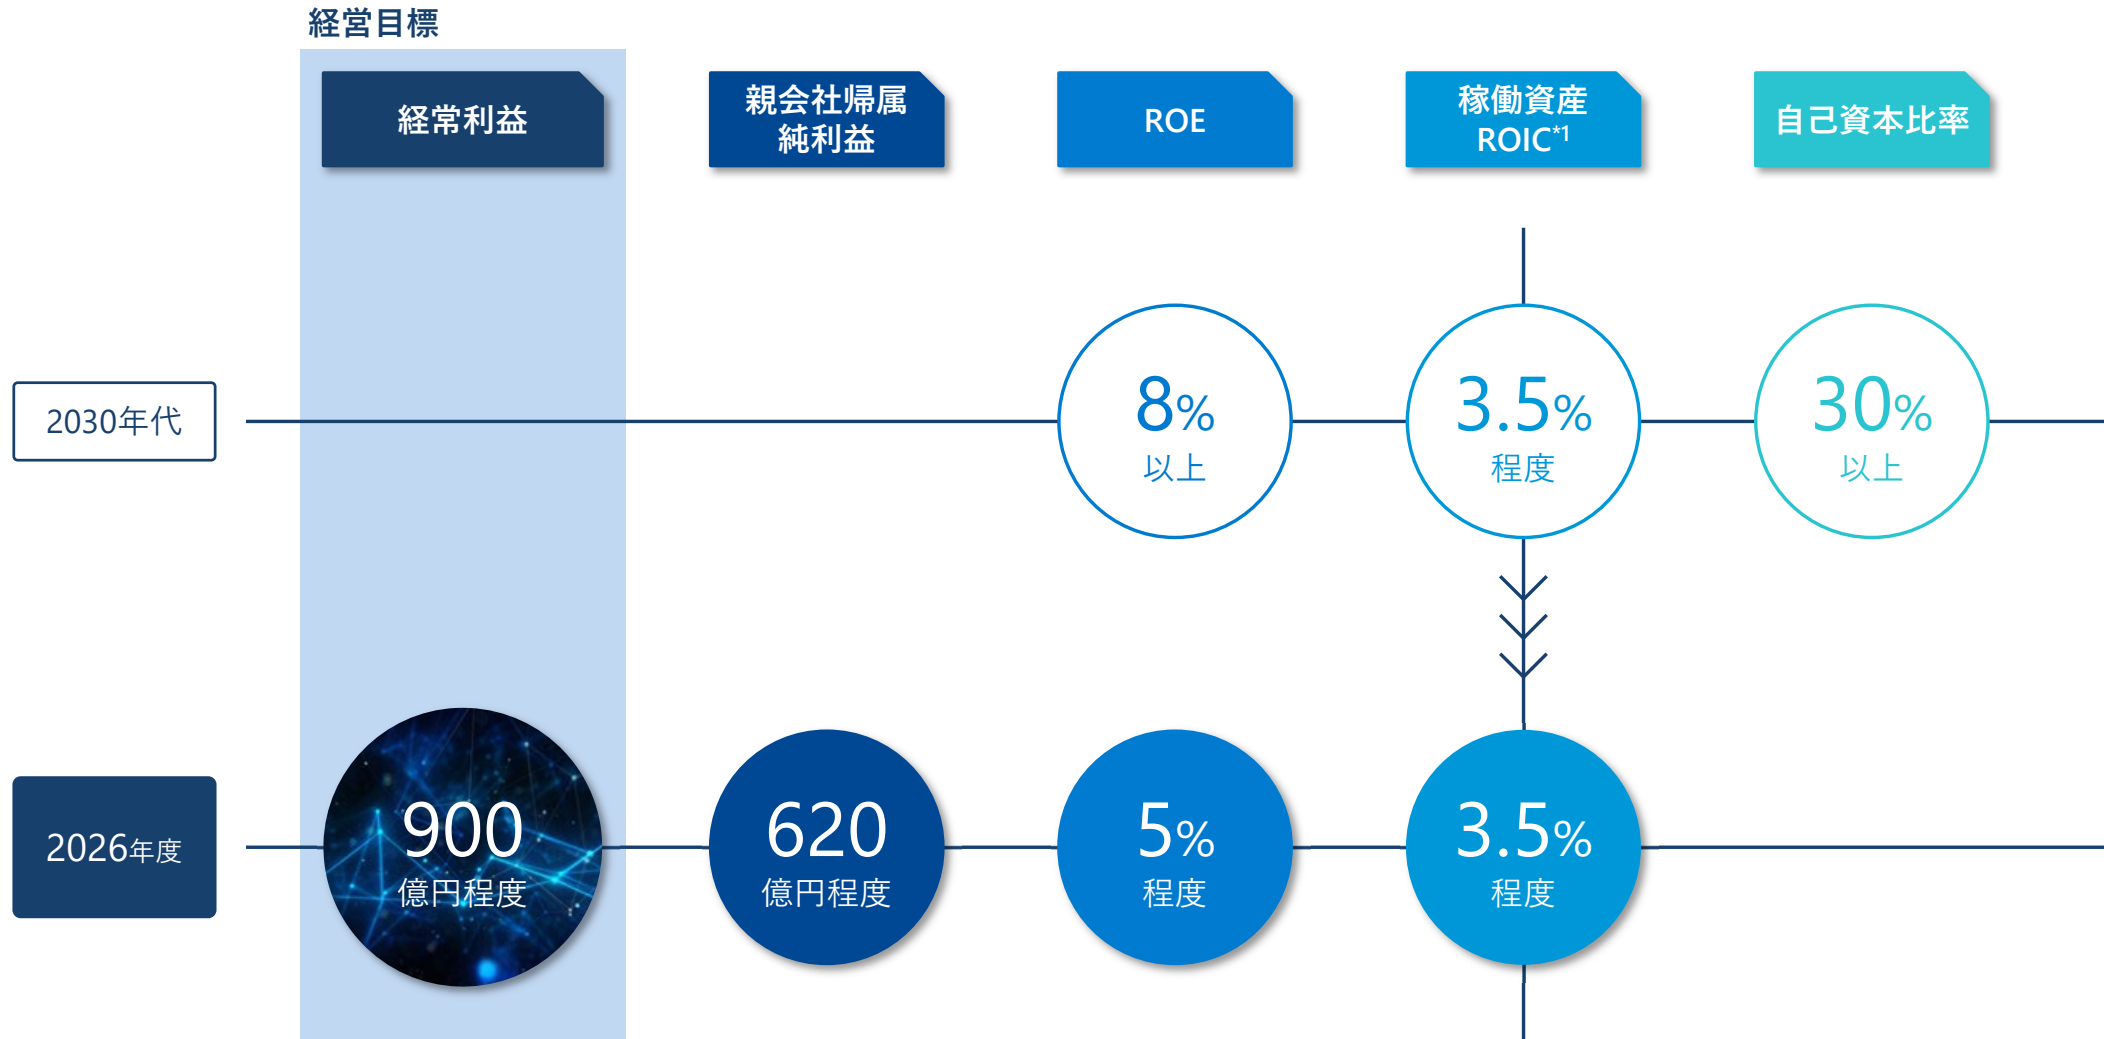 経営目標
経常利益
親会社帰属
純利益
ROE
稼働資産
ROIC*1
自己資本比率
2030年代
8%
以上
3.5%
程度
30%
以上
2026年度
900
億円程度
620
億円程度
5%
程度
3.5%
程度